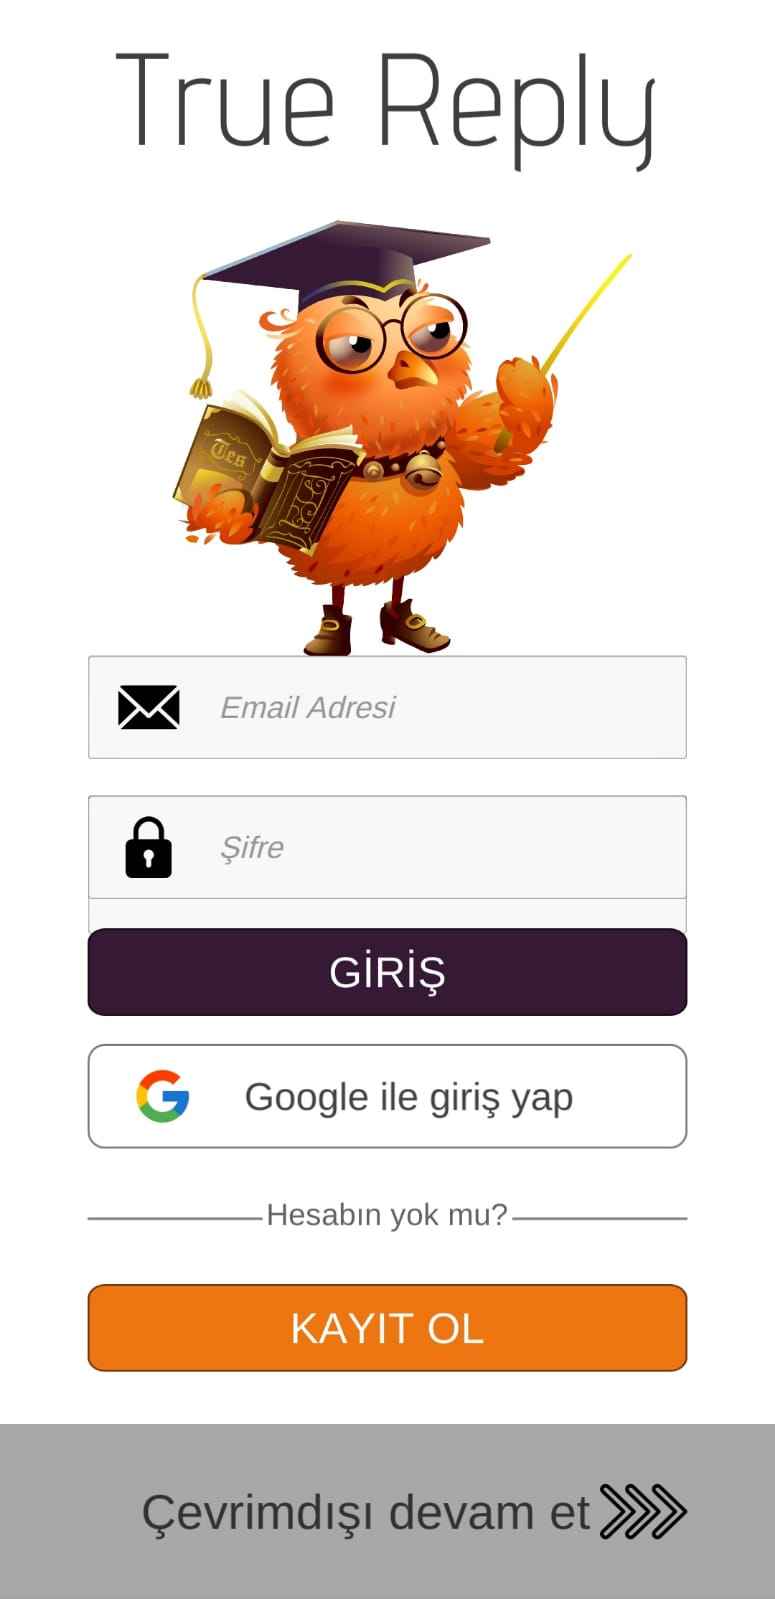 True Reply
Tes
Email Adresi
Şifre
GİRİŞ
Google ile giriş yap
Hesabın yok mu?
KAYIT OL
Çevrimdışı devam et